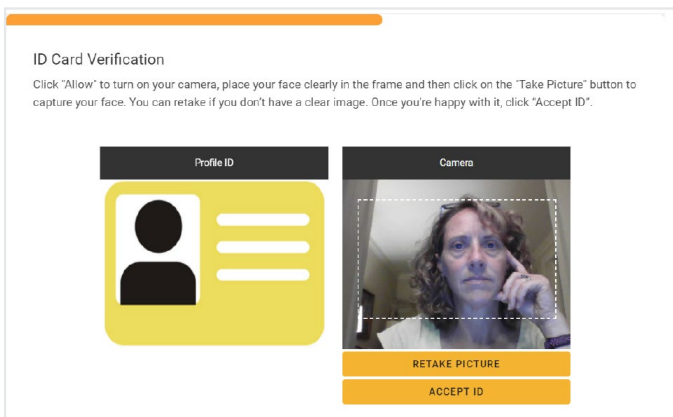 ID Card Verification
Click "Allow" to turn on your camera, place your face clearly in the frame and then click on the "Take Picture" button to
capture your face. You can retake if you don't have a clear image. Once you're happy with it, click "Accept ID".
Profile ID
Camera
RETAKE PICTURE
ACCEPT ID